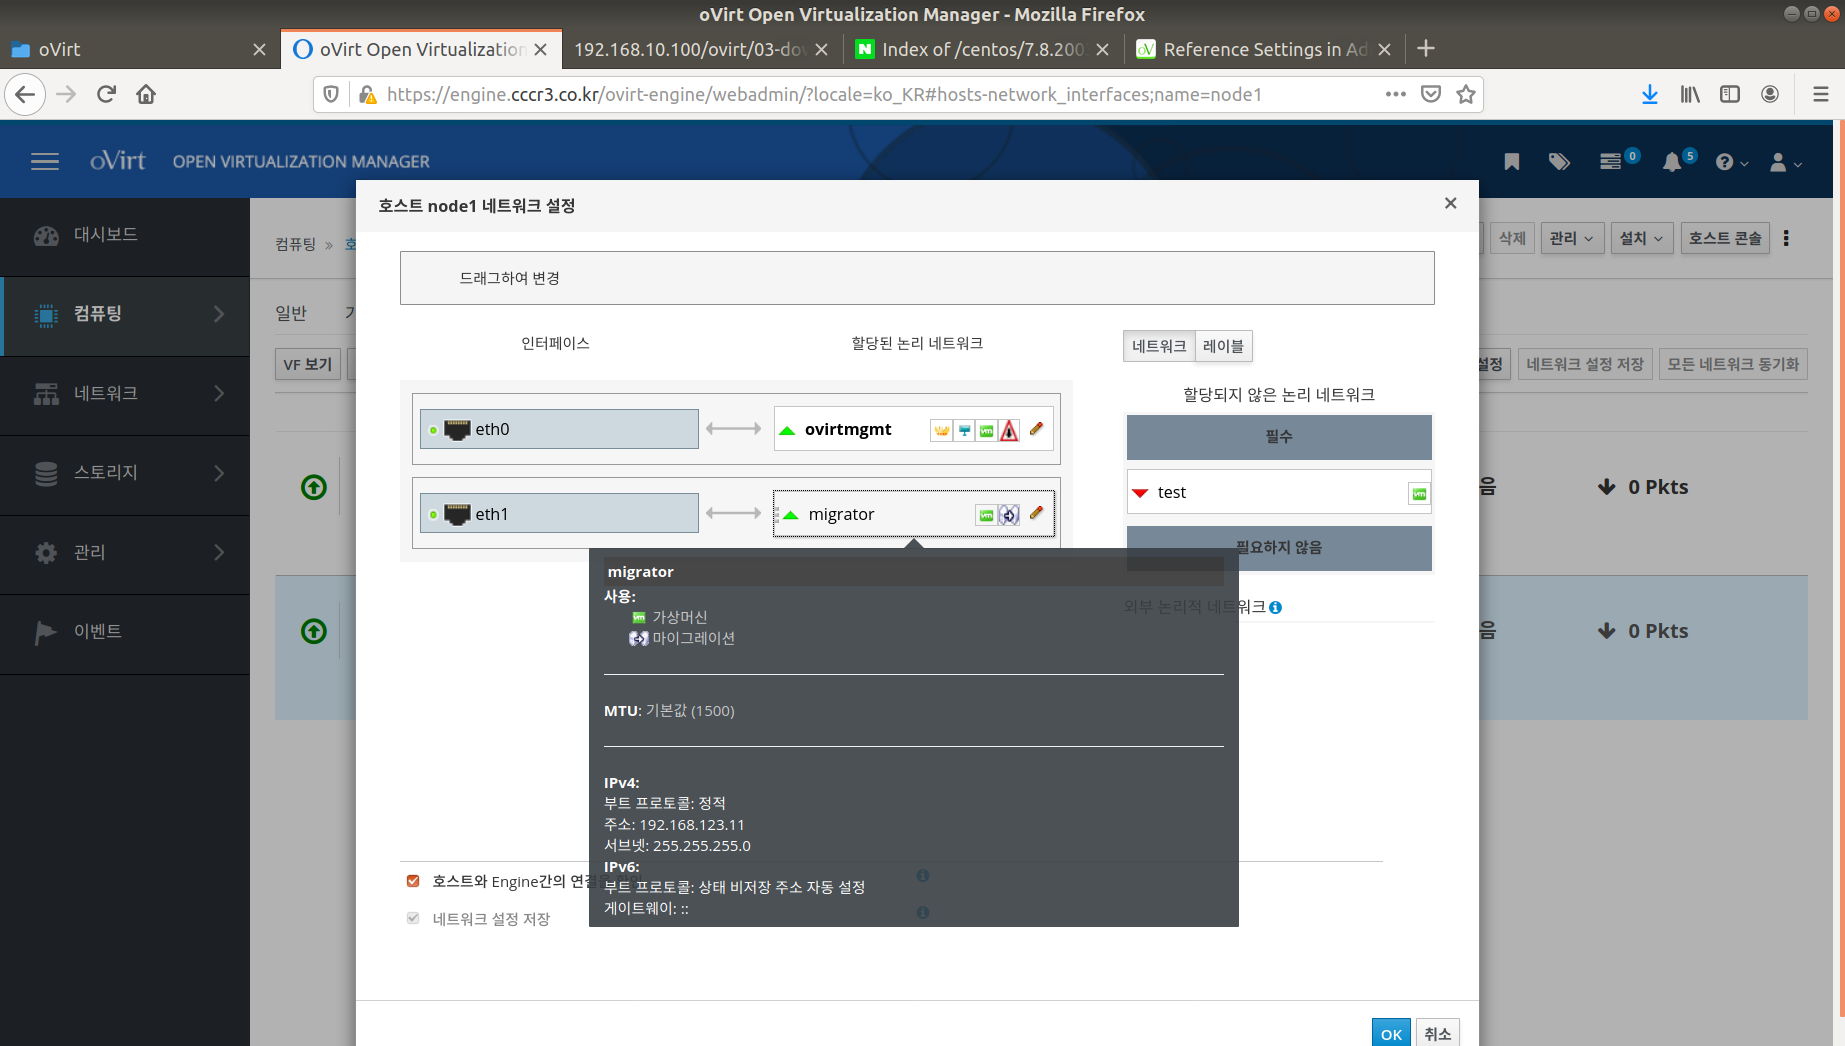 oVirt Open Virtualization Manager - Mozilla Firefox
oVirt
oVirt Open Virtualization
192.168.10.100/ovirt/03-do
Index of /centos/7.8.200
Reference Settings in Ad
https://engine.cccr3.co.kr/ovirt-engine/webadmin/?locale=ko_KR#hosts-network_interfaces;name=node1
oVirt OPEN VIRTUALIZATION MANAGER
0
5
대시보드
컴퓨팅
네트워크
스토리지
관리
이벤트
컴퓨팅 »
삭제
관리
설치
호스트 콘솔
일반
VF 보기
설정
네트워크 설정 저장
모든 네트워크 동기화
음
0 Pkts
음
0 Pkts
호스트 node1 네트워크 설정
드래그하여 변경
인터페이스
할당된 논리 네트워크
네트워크
레이블
할당되지 않은 논리 네트워크
eth0
ovirtmgmt
vm
필수
eth1
migrator
vm
test
vm
필요하지 않음
외부 논리적 네트워크
migrator
사용:
vm 가상머신
마이그레이션
MTU: 기본값 (1500)
IPv4:
부트 프로토콜: 정적
주소: 192.168.123.11
서브넷: 255.255.255.0
IPv6:
부트 프로토콜: 상태 비저장 주소 자동 설정
게이트웨이: ::
호스트와 Engine간의 연결을 확인
네트워크 설정 저장
OK
취소